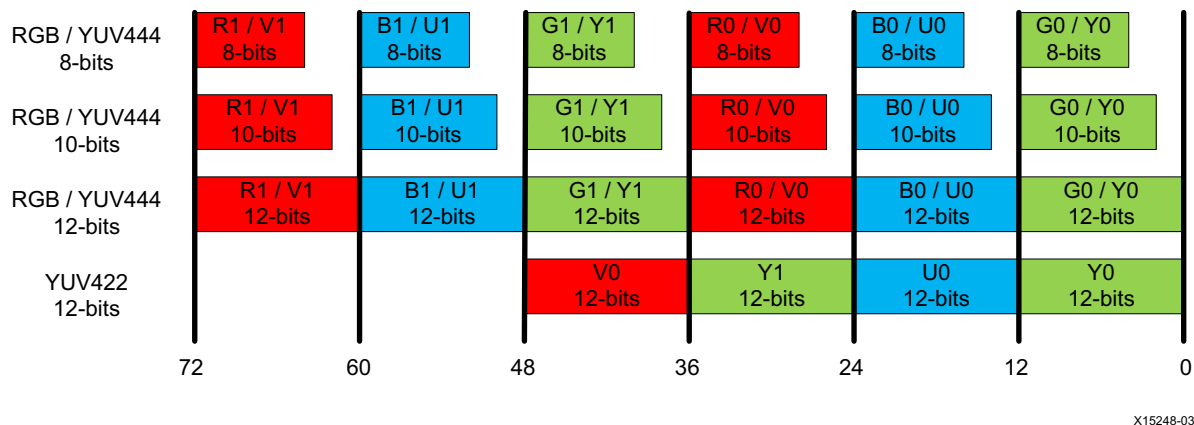 RGB / YUV444
8-bits
R1 / V1
8-bits
B1 / U1
8-bits
G1 / Y1
8-bits
R0 / V0
8-bits
B0 / U0
8-bits
G0 / Y0
8-bits
RGB / YUV444
10-bits
R1 / V1
10-bits
B1 / U1
10-bits
G1 / Y1
10-bits
R0 / V0
10-bits
B0 / U0
10-bits
G0 / Y0
10-bits
RGB / YUV444
12-bits
R1 / V1
12-bits
B1 / U1
12-bits
G1 / Y1
12-bits
R0 / V0
12-bits
B0 / U0
12-bits
G0 / Y0
12-bits
YUV422
12-bits
V0
12-bits
Y1
12-bits
U0
12-bits
Y0
12-bits
72 60 48 36 24 12 0
X15248-03